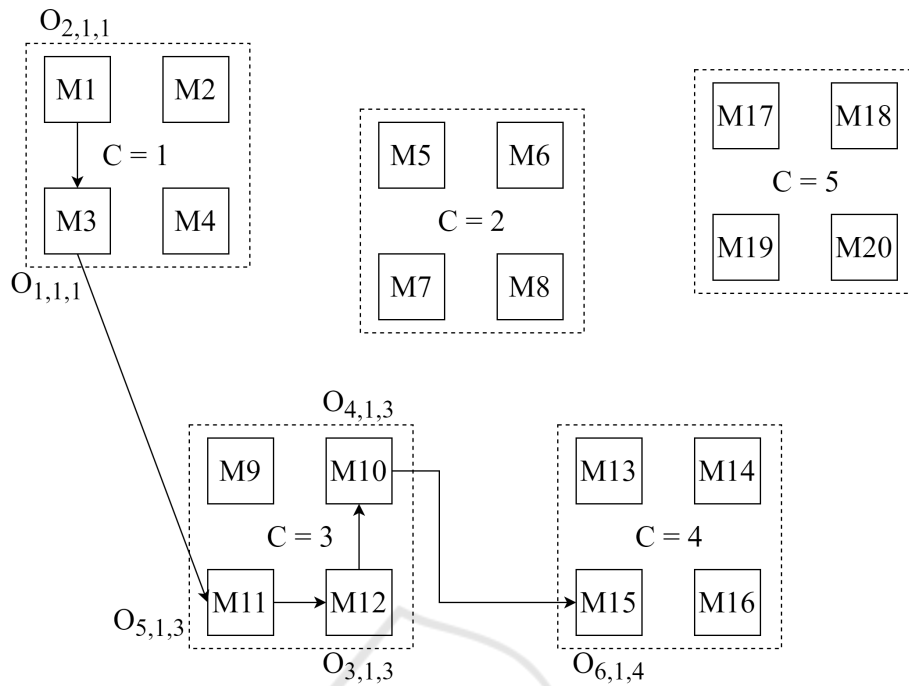 O2,1,1
M1 M2
C = 1
M3 M4
O1,1,1
M5 M6
C = 2
M7 M8
M17 M18
C = 5
M19 M20
O4,1,3
M9 M10
C = 3
M11 M12
O5,1,3
O3,1,3
M13 M14
C = 4
M15 M16
O6,1,4